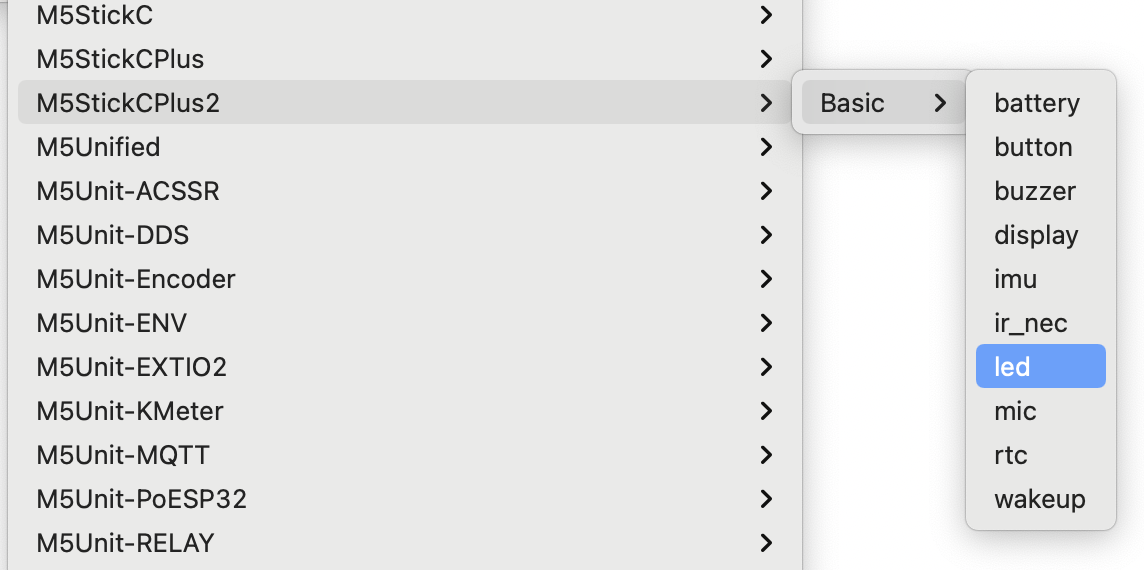 M5StickC
M5StickCPlus
M5StickCPlus2
M5Unified
M5Unit-ACSSR
M5Unit-DDS
M5Unit-Encoder
M5Unit-ENV
M5Unit-EXTIO2
M5Unit-KMeter
M5Unit-MQTT
M5Unit-PoESP32
M5Unit-RELAY
Basic
battery
button
buzzer
display
imu
ir_nec
led
mic
rtc
wakeup